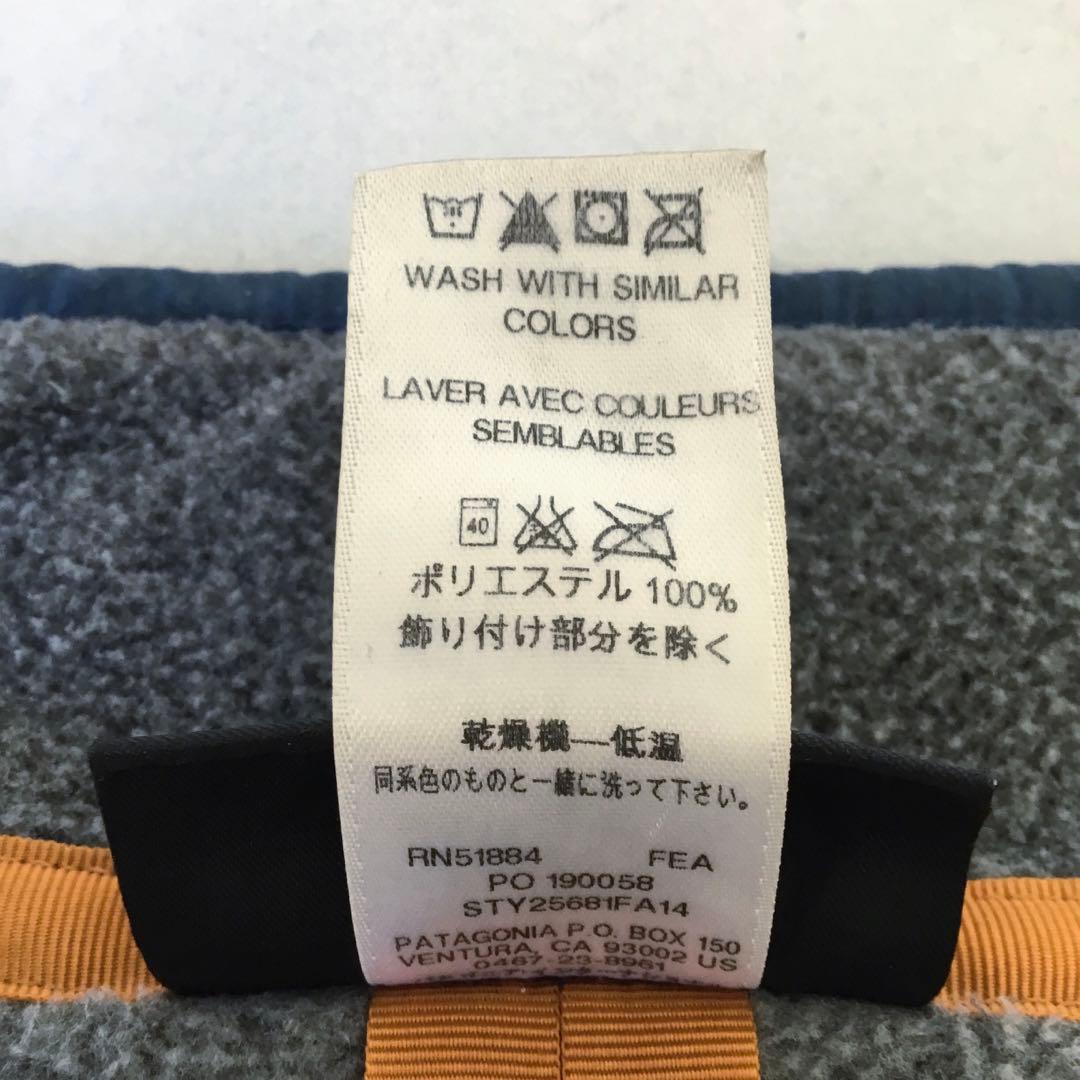 WASH WITH SIMILAR
COLORS
LAVER AVEC COULEURS
SEMBLABLES
40
ポリエステル 100%
飾り付け部分を除く
乾燥機—低温
同系色のものと一緒に洗って下さい。
RN51884 FEA
PO 190058
STY25681FA14
PATAGONIA P.O. BOX 150
VENTURA, CA 93002 US
0467-23-8961